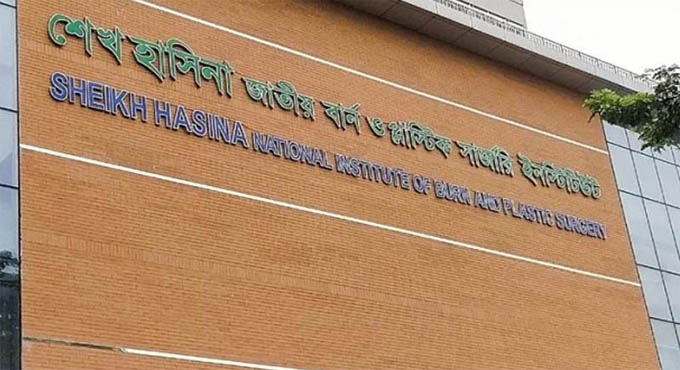 শেখ হাসিনা জাতীয় বার্ন ও প্লাস্টিক সার্জারি ইনস্টিটিউট
SHEIKH HASINA NATIONAL INSTITUTE OF BURN AND PLASTIC SURGERY